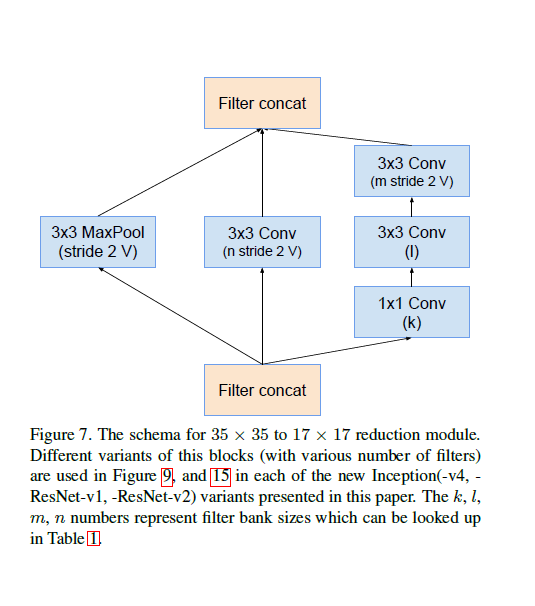 Filter concat
3x3 Conv
(m stride 2 V)
3x3 MaxPool
(stride 2 V)
3x3 Conv
(n stride 2 V)
3x3 Conv
(l)
1x1 Conv
(k)
Filter concat
Figure 7. The schema for 35 × 35 to 17 × 17 reduction module.
Different variants of this blocks (with various number of filters)
are used in Figure 9, and 15 in each of the new Inception(-v4, -
ResNet-v1, -ResNet-v2) variants presented in this paper. The k, l,
m, n numbers represent filter bank sizes which can be looked up
in Table 1.